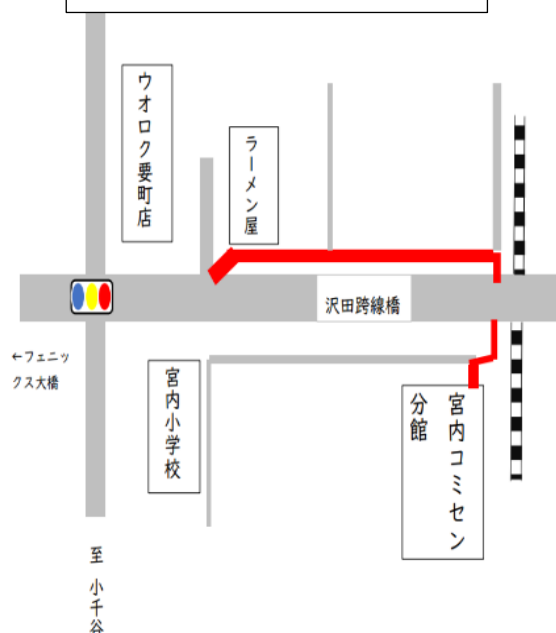 ウオロク要町店
ラーメン屋
沢田跨線橋
←フェニッ
クス大橋
宮内小学校
宮内コミセン
分館
至 小千谷